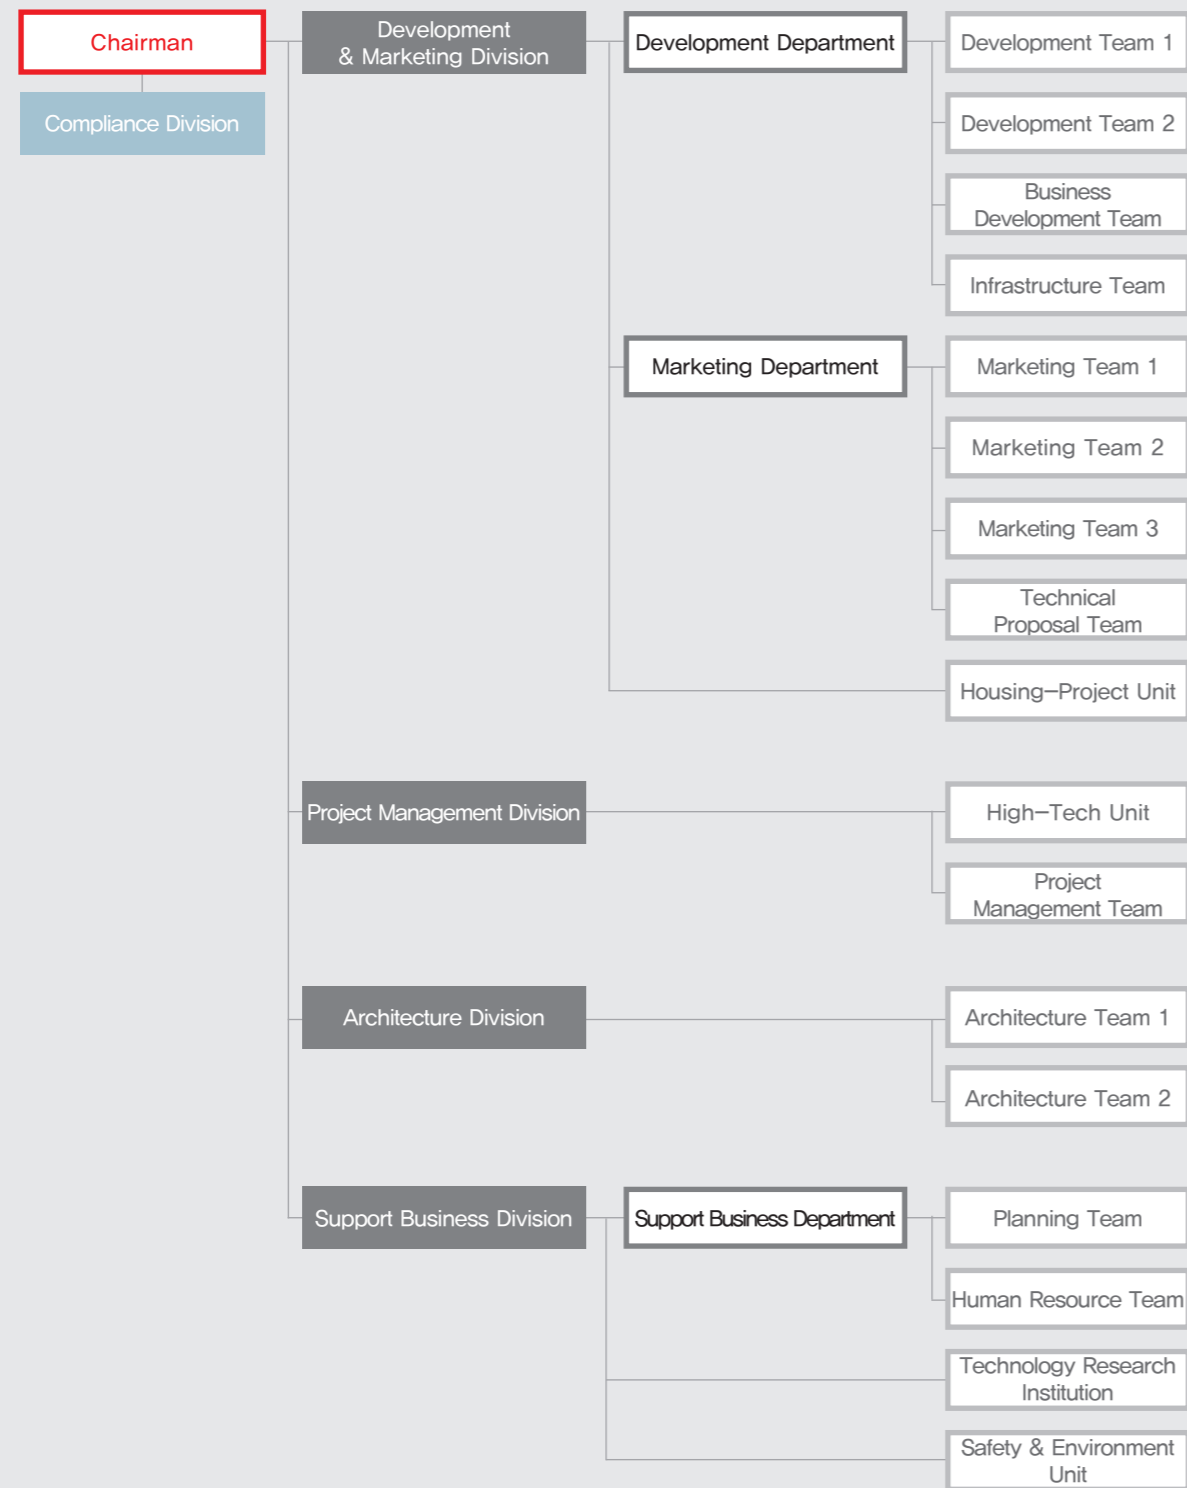 Chairman
Compliance Division
Development
& Marketing Division
Development Department
Development Team 1
Development Team 2
Business
Development Team
Infrastructure Team
Marketing Department
Marketing Team 1
Marketing Team 2
Marketing Team 3
Technical
Proposal Team
Housing-Project Unit
Project Management Division
High-Tech Unit
Project
Management Team
Architecture Division
Architecture Team 1
Architecture Team 2
Support Business Division
Support Business Department
Planning Team
Human Resource Team
Technology Research
Institution
Safety & Environment
Unit